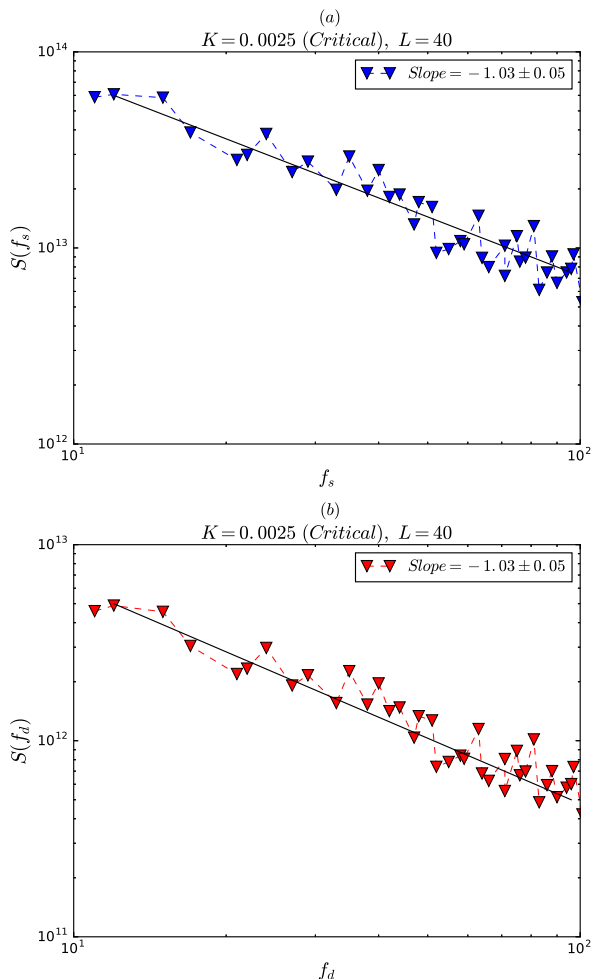 (a)
K = 0.0025 (Critical), L = 40
10^14
Slope = −1.03 ± 0.05
S(f_s)
10^13
10^12
10^1
10^2
f_s
(b)
K = 0.0025 (Critical), L = 40
10^13
Slope = −1.03 ± 0.05
S(f_d)
10^12
10^11
10^1
10^2
f_d